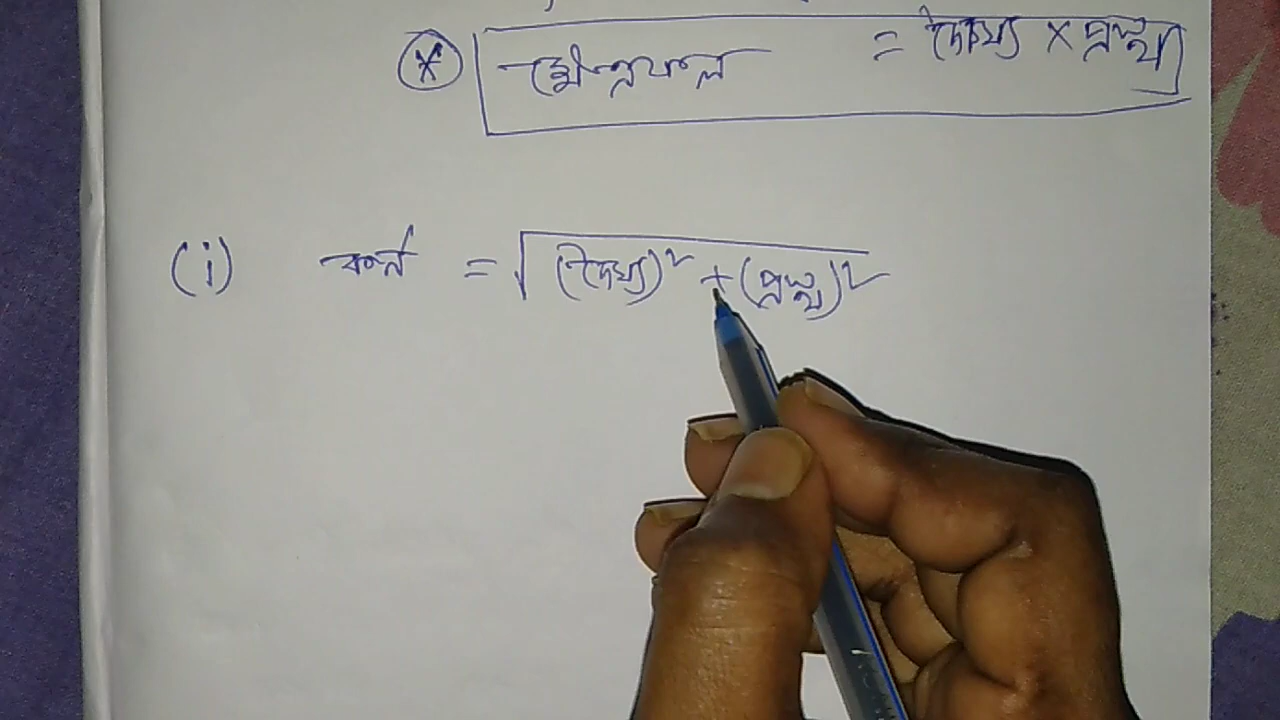 (*) ক্ষেত্রফল = দৈর্ঘ্য × প্রস্থ
(i) কর্ন = √(দৈর্ঘ্য)² + (প্রস্থ)²